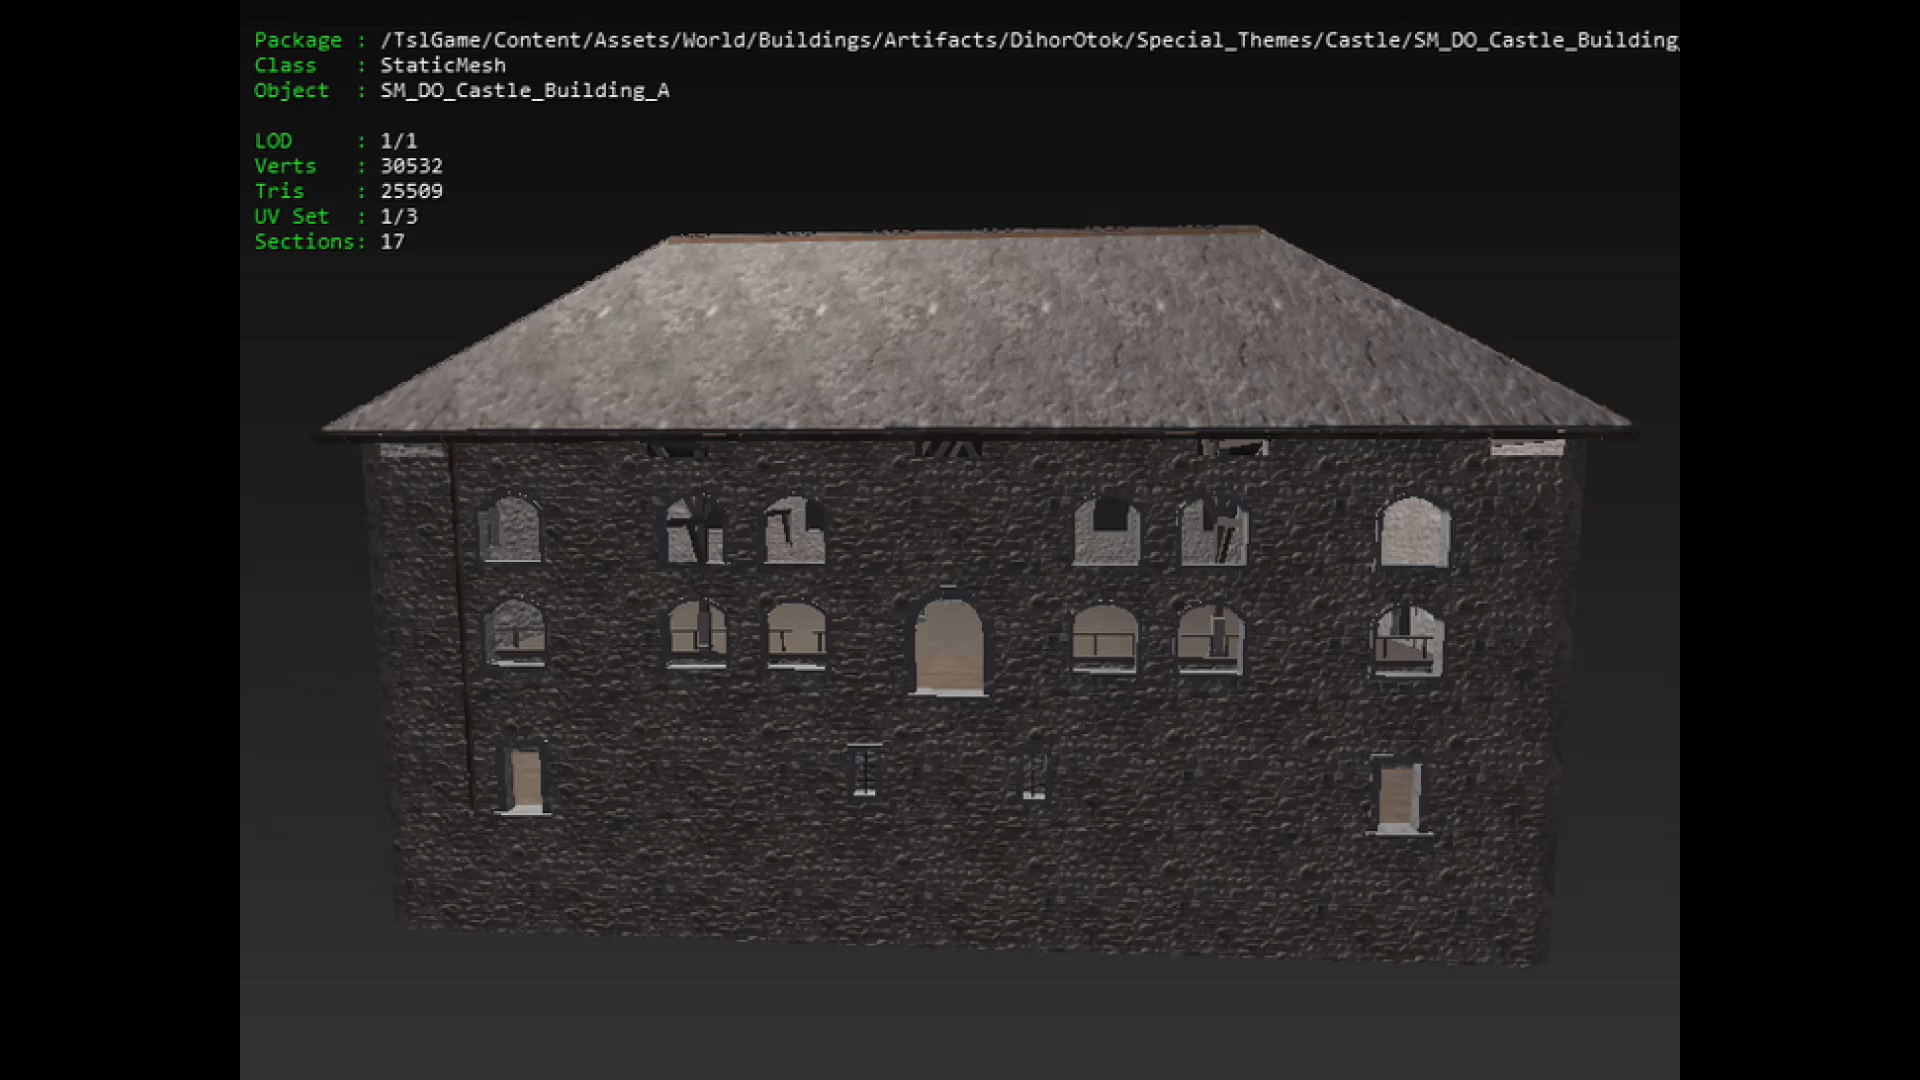 Package : /TslGame/Content/Assets/World/Buildings/Artifacts/DihorOtok/Special_Themes/Castle/SM_DO_Castle_Building_
Class : StaticMesh
Object : SM_DO_Castle_Building_A
LOD : 1/1
Verts : 30532
Tris : 25509
UV Set : 1/3
Sections: 17